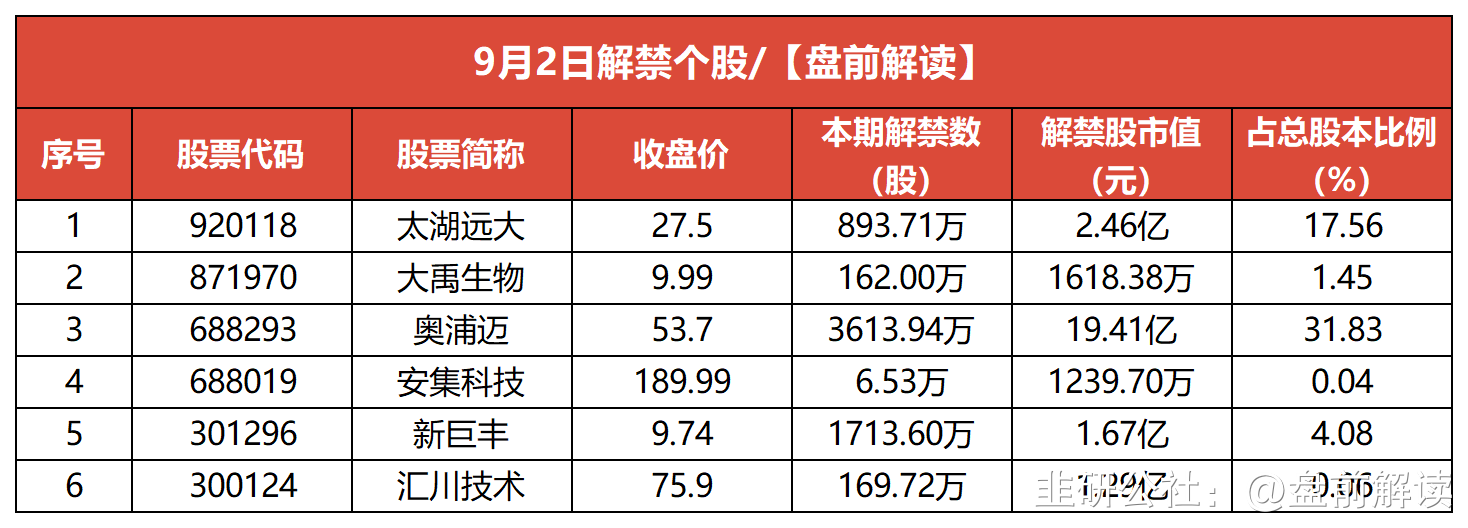 9月2日解禁个股/【盘前解读】
序号 股票代码 股票简称 收盘价 本期解禁数（股） 解禁股市值（元） 占总股本比例（%）
1 920118 太湖远大 27.5 893.71万 2.46亿 17.56
2 871970 大禹生物 9.99 162.00万 1618.38万 1.45
3 688293 奥浦迈 53.7 3613.94万 19.41亿 31.83
4 688019 安集科技 189.99 6.53万 1239.70万 0.04
5 301296 新巨丰 9.74 1713.60万 1.67亿 4.08
6 300124 汇川技术 75.9 169.72万 1.29亿 0.06
韭研公社：@盘前解读